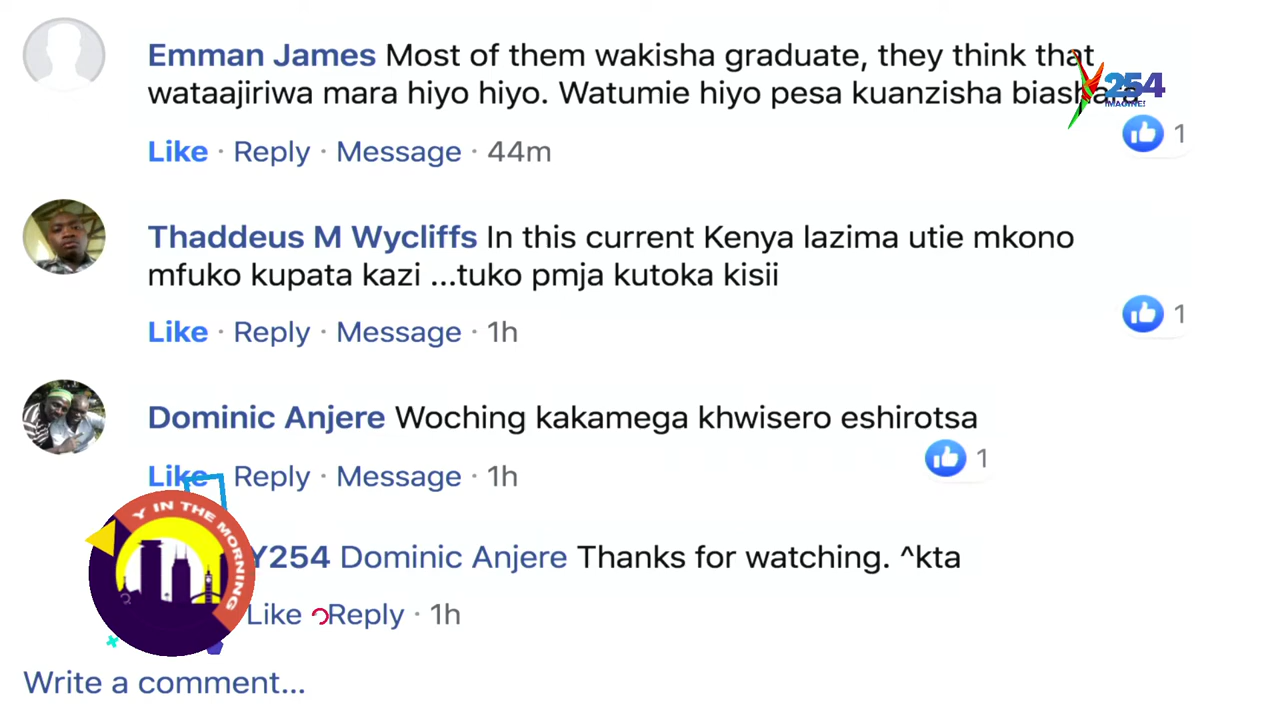 Emman James Most of them wakisha graduate, they think that
wataajiriwa mara hiyo hiyo. Watumie hiyo pesa kuanzisha biashara
Y254
IMAGINE!
Like · Reply · Message · 44m
1
Thaddeus M Wycliffs In this current Kenya lazima utie mkono
mfuko kupata kazi ...tuko pmja kutoka kisii
Like · Reply · Message · 1h
1
Dominic Anjere Woching kakamega khwisero eshirotsa
Like · Reply · Message · 1h
1
Y IN THE MORNING
Y254 Dominic Anjere Thanks for watching. ^kta
Like Reply · 1h
Write a comment...